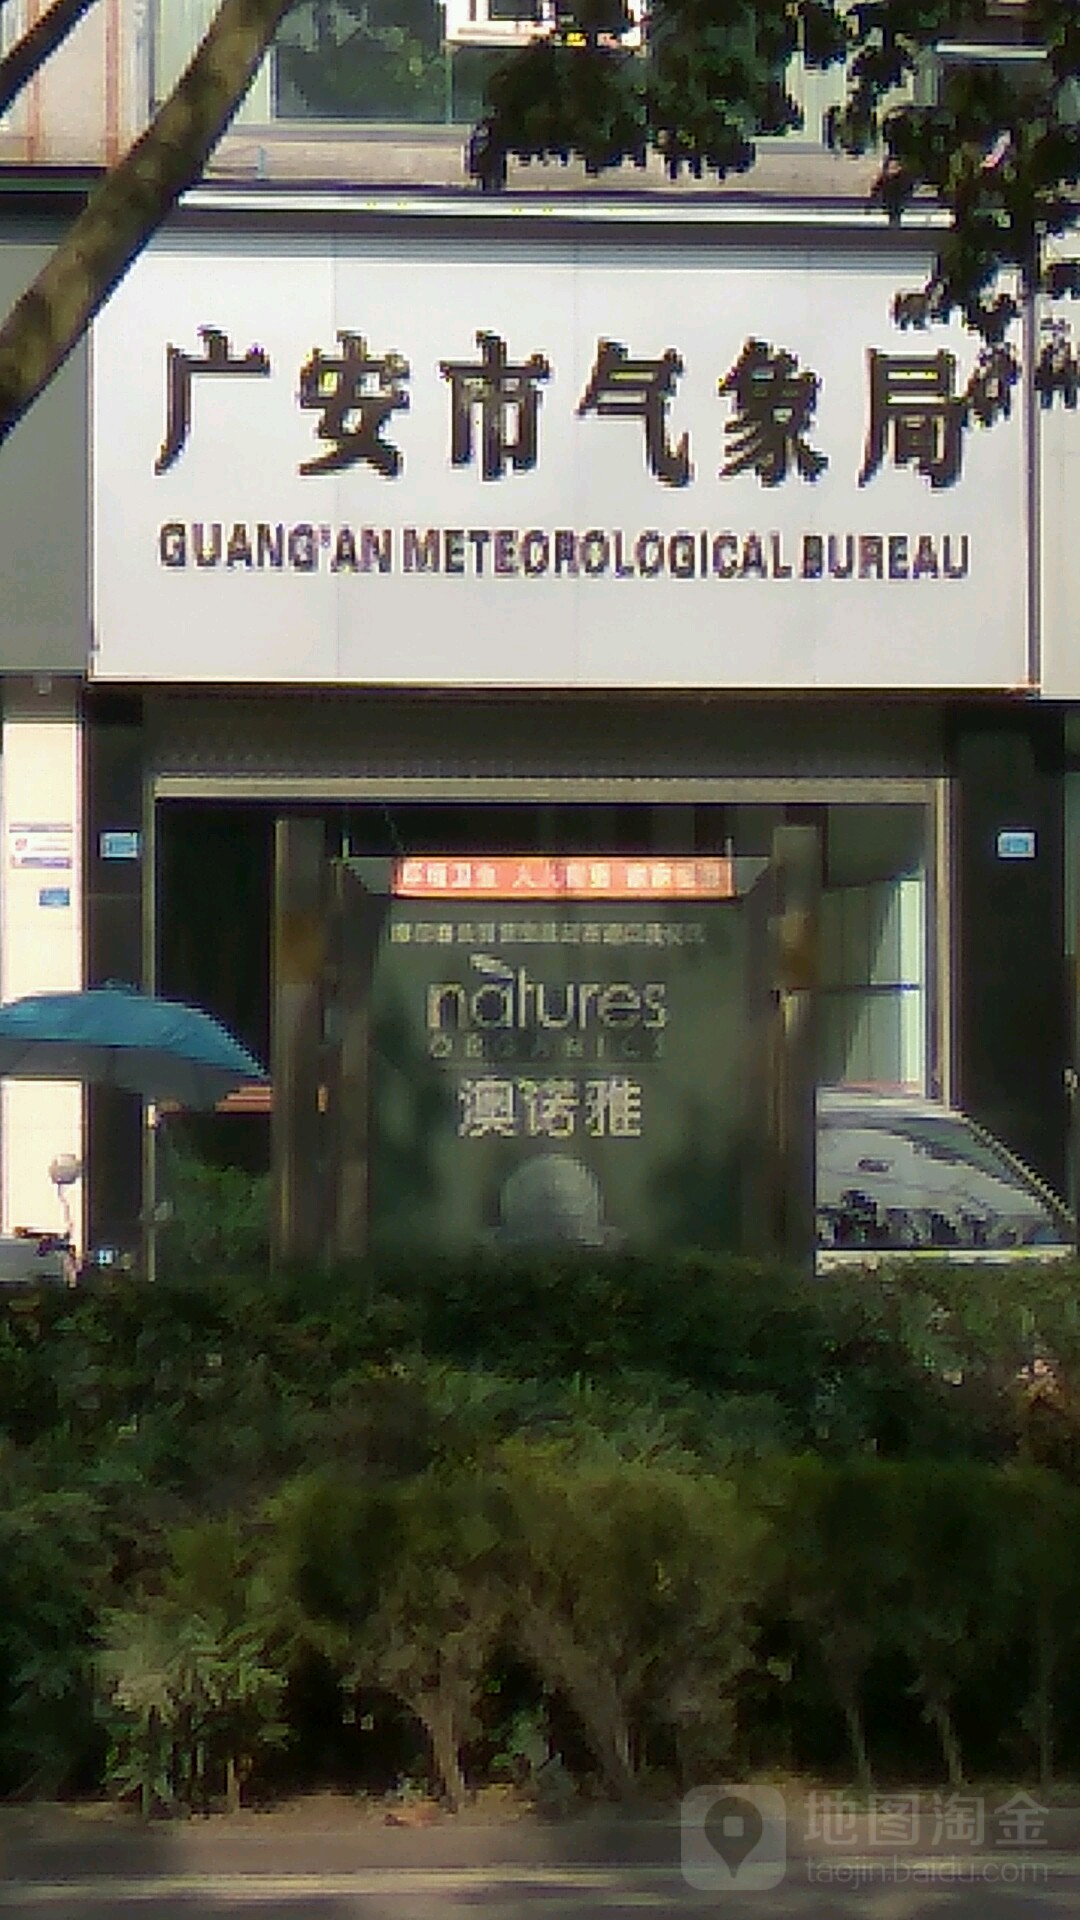 广安市气象局
GUANG'AN METEOROLOGICAL BUREAU
natures
ORGANICS
澳诺雅
地图淘金
taojin.baidu.com